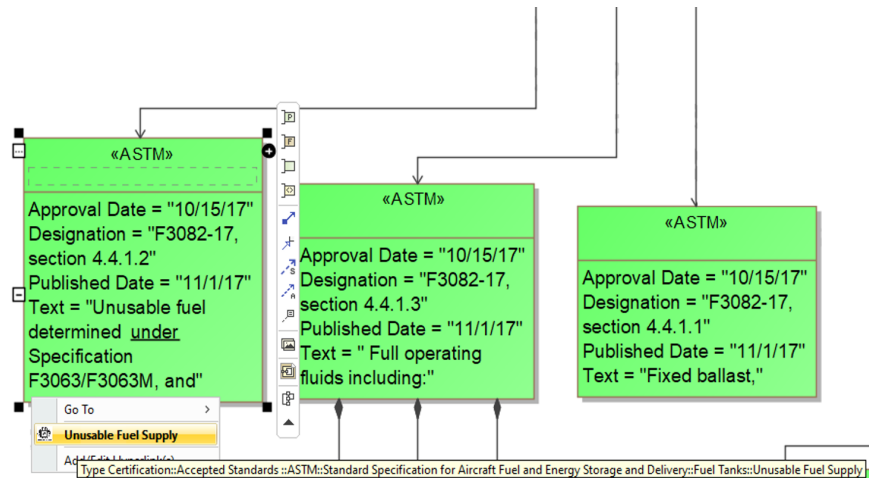 «ASTM»
Approval Date = "10/15/17"
Designation = "F3082-17,
section 4.4.1.2"
Published Date = "11/1/17"
Text = "Unusable fuel
determined under
Specification
F3063/F3063M, and"
«ASTM»
Approval Date = "10/15/17"
Designation = "F3082-17,
section 4.4.1.3"
Published Date = "11/1/17"
Text = " Full operating
fluids including:"
«ASTM»
Approval Date = "10/15/17"
Designation = "F3082-17,
section 4.4.1.1"
Published Date = "11/1/17"
Text = "Fixed ballast,"
P
F
<>
S
A
Go To >
Unusable Fuel Supply
Add/Edit Hyperlink(s)
Type Certification::Accepted Standards ::ASTM::Standard Specification for Aircraft Fuel and Energy Storage and Delivery::Fuel Tanks::Unusable Fuel Supply